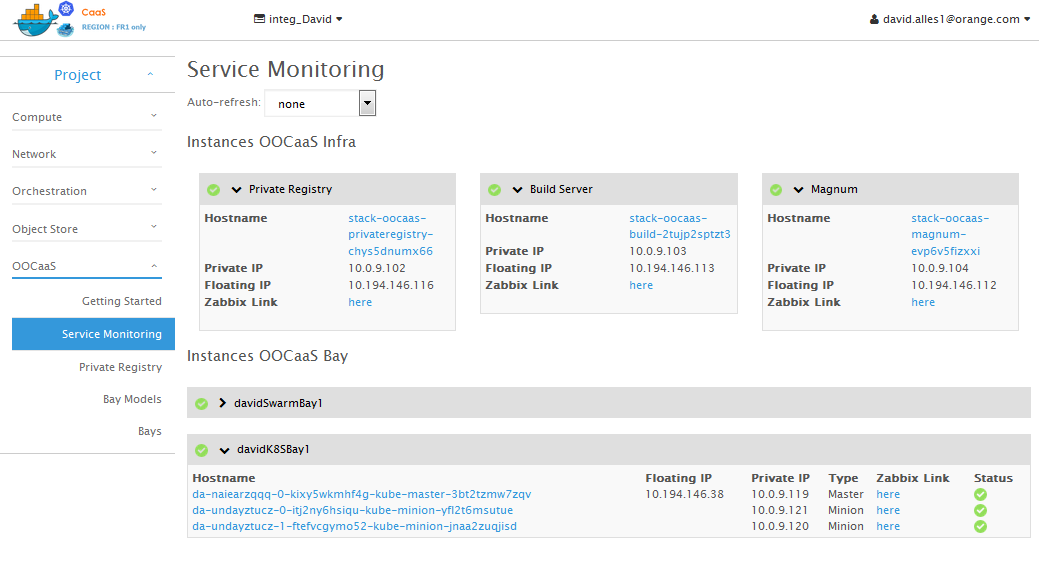 CaaS
REGION : FR1 only
integ_David
david.alles1@orange.com
Project
Compute
Network
Orchestration
Object Store
OOCaaS
Getting Started
Service Monitoring
Private Registry
Bay Models
Bays
Service Monitoring
Auto-refresh: none
Instances OOCaaS Infra
Private Registry
Hostname stack-oocaas-
privateregistry-
chys5dnumx66
Private IP 10.0.9.102
Floating IP 10.194.146.116
Zabbix Link here
Build Server
Hostname stack-oocaas-
build-2tujp2sptzt3
Private IP 10.0.9.103
Floating IP 10.194.146.113
Zabbix Link here
Magnum
Hostname stack-oocaas-
magnum-
evp6v5fizxxi
Private IP 10.0.9.104
Floating IP 10.194.146.112
Zabbix Link here
Instances OOCaaS Bay
davidSwarmBay1
davidK8SBay1
Hostname Floating IP Private IP Type Zabbix Link Status
da-naiearzqqq-0-kixy5wkmhf4g-kube-master-3bt2tzmw7zqv 10.194.146.38 10.0.9.119 Master here
da-undayztucz-0-itj2ny6hsiqu-kube-minion-yfl2t6msutue 10.0.9.121 Minion here
da-undayztucz-1-ftefvcgymo52-kube-minion-jnaa2zuqjisd 10.0.9.120 Minion here